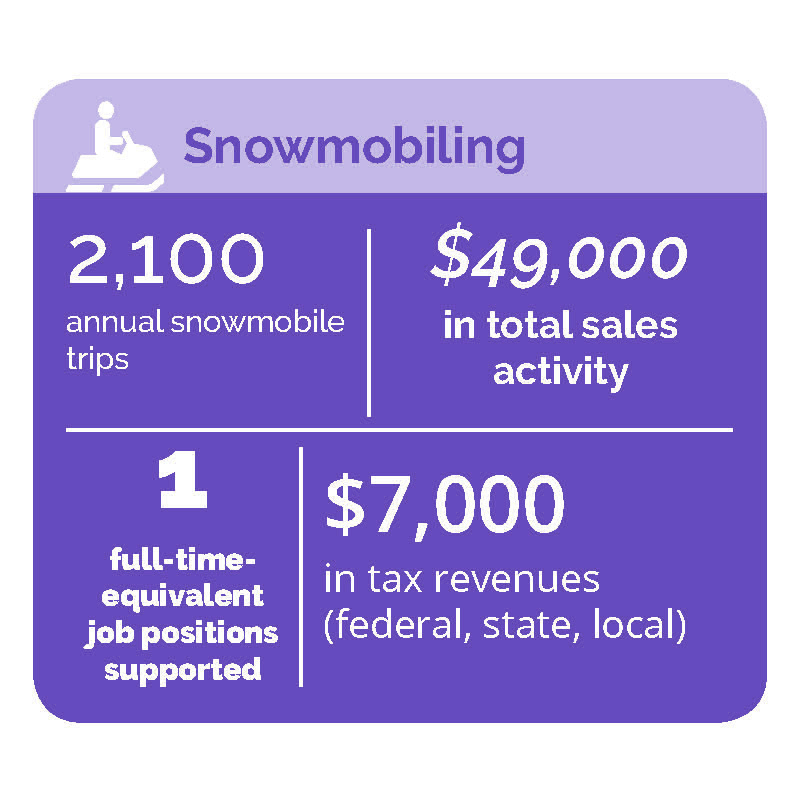 Snowmobiling
2,100
annual snowmobile
trips
$49,000
in total sales
activity
1
full-time-
equivalent
job positions
supported
$7,000
in tax revenues
(federal, state, local)